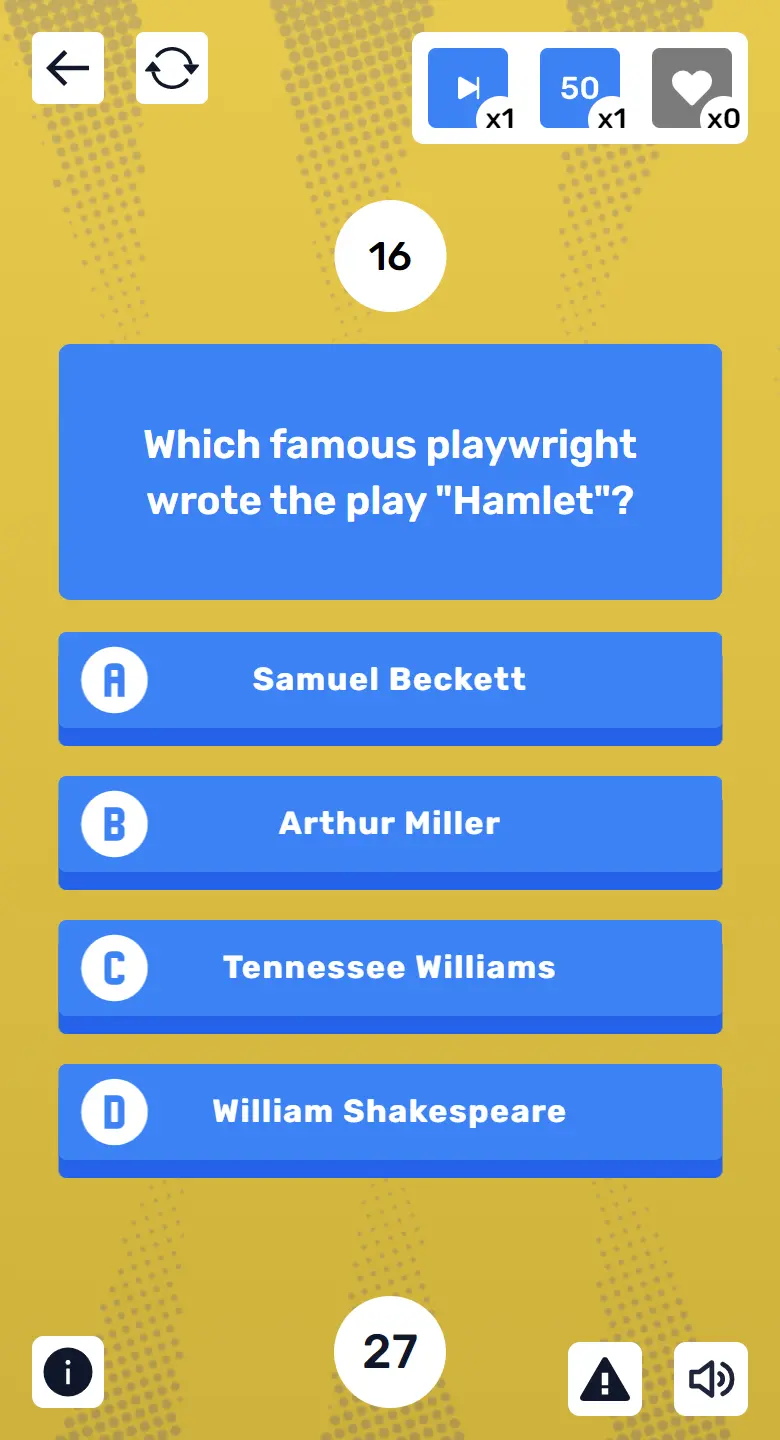 x1
50
x1
x0
16
Which famous playwright
wrote the play "Hamlet"?
A
Samuel Beckett
B
Arthur Miller
C
Tennessee Williams
D
William Shakespeare
i
27